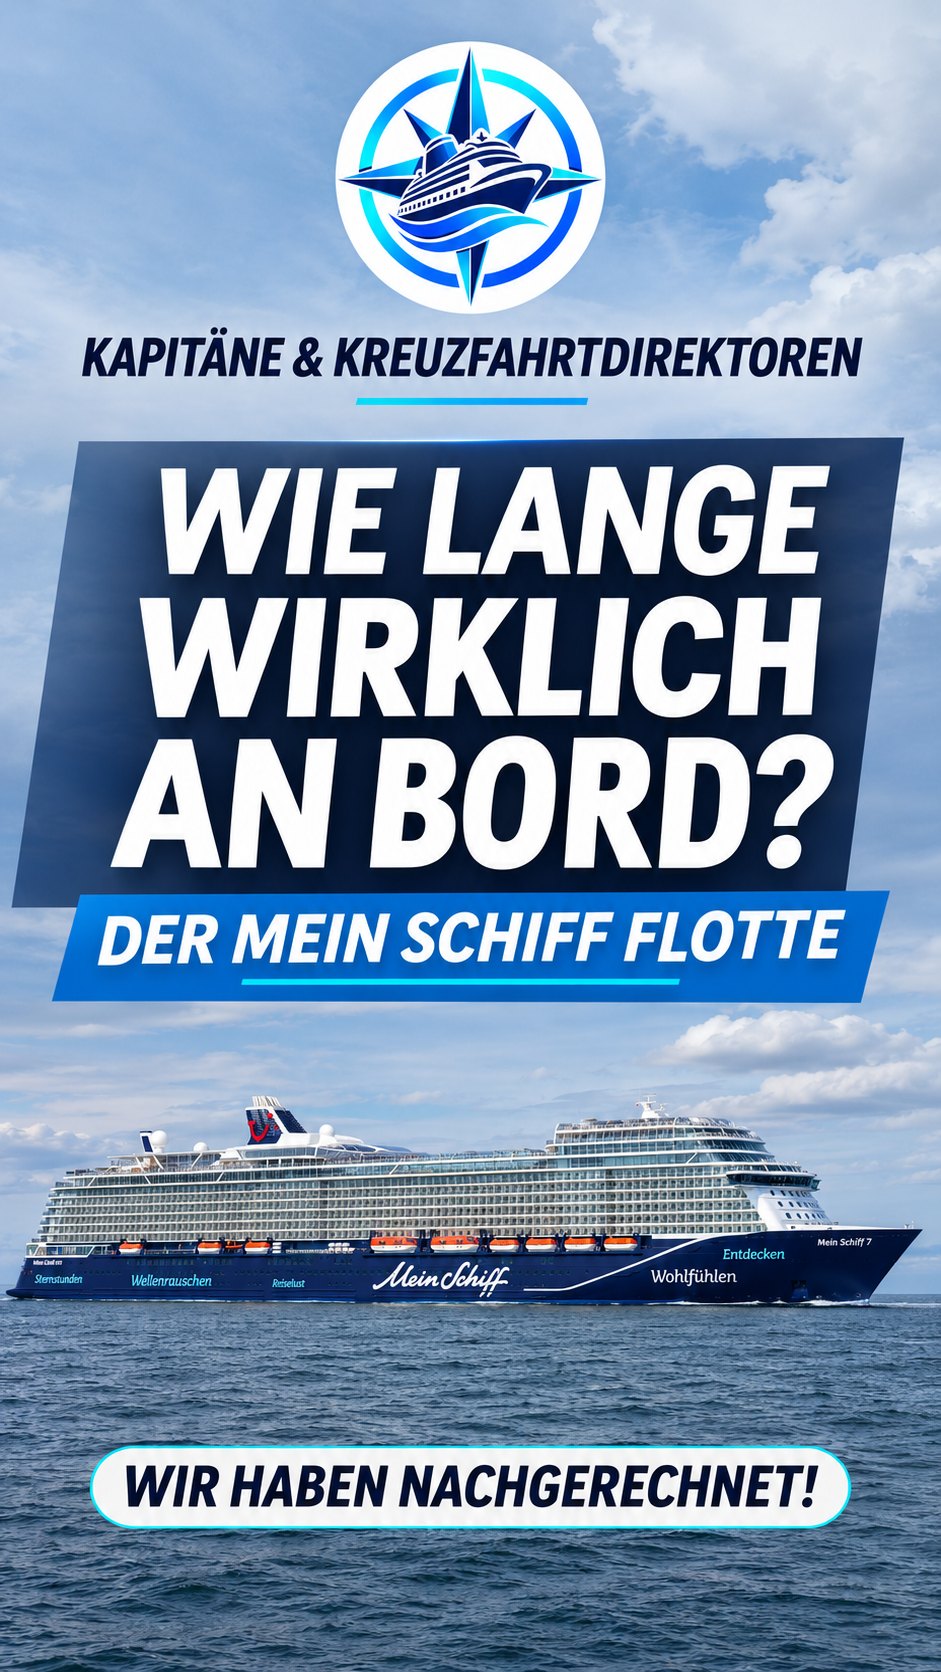 KAPITÄNE & KREUZFAHRTDIREKTOREN
WIE LANGE
WIRKLICH
AN BORD?
DER MEIN SCHIFF FLOTTE
Mein Schiff 7
Entdecken
Wohlfühlen
Mein Schiff
Reiselust
Wellenrauschen
Sternstunden
WIR HABEN NACHGERECHNET!